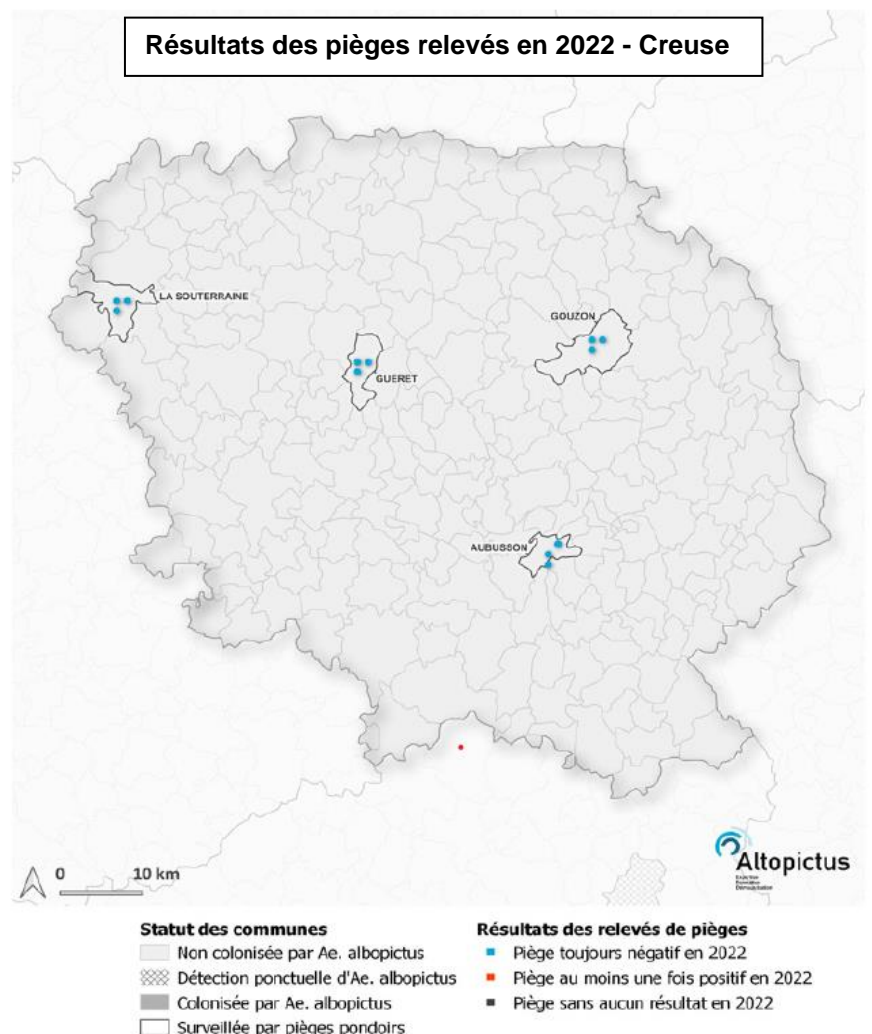 Résultats des pièges relevés en 2022 - Creuse
LA SOUTERRAINE
GOUZON
GUERET
AUBUSSON
0 10 km
Altopictus
Statut des communes
Non colonisée par Ae. albopictus
Détection ponctuelle d'Ae. albopictus
Colonisée par Ae. albopictus
Surveillée par pièges pondoirs
Résultats des relevés de pièges
Piège toujours négatif en 2022
Piège au moins une fois positif en 2022
Piège sans aucun résultat en 2022